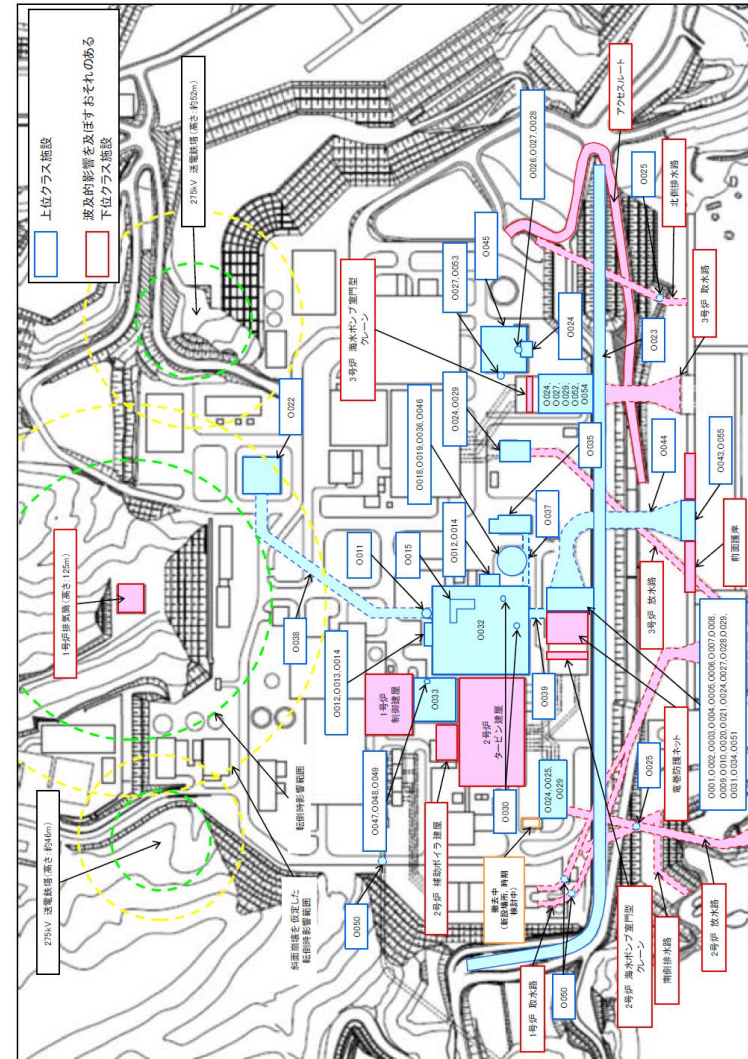 上位クラス施設
波及的影響を及ぼすおそれのある
下位クラス施設
275kV 送電鉄塔(高さ:約52m)
アクセスルート
O026,O027,O028
O025
北側排水路
O045
O027,O053
O024
3号炉 取水路
3号炉 海水ポンプ室門型
クレーン
O024,
O027,
O029,
O052,
O054
O023
O022
O024,O029
O018,O019,O036,O046
O035
O044
O043,O055
O037
O012,O014
前面護岸
1号炉排気筒(高さ:125m)
O011
O015
3号炉 放水路
O038
O032
O012,O013,O014
O039
O001,O002,O003,O004,O005,O006,O007,O008,
O009,O010,O020,O021,O024,O027,O028,O029,
O031,O034,O051
1号炉
制御建屋
O033
2号炉
タービン建屋
O030
竜巻防護ネット
転倒時影響範囲
O047,O048,O049
2号炉 補助ボイラ建屋
O024,O025,
O029
O025
275kV 送電鉄塔(高さ:約46m)
斜面崩壊を仮定した
転倒時影響範囲
O050
撤去中
(新設場所、時期
検討中)
2号炉 海水ポンプ室門型
クレーン
2号炉 放水路
1号炉 取水路
O050
南側排水路